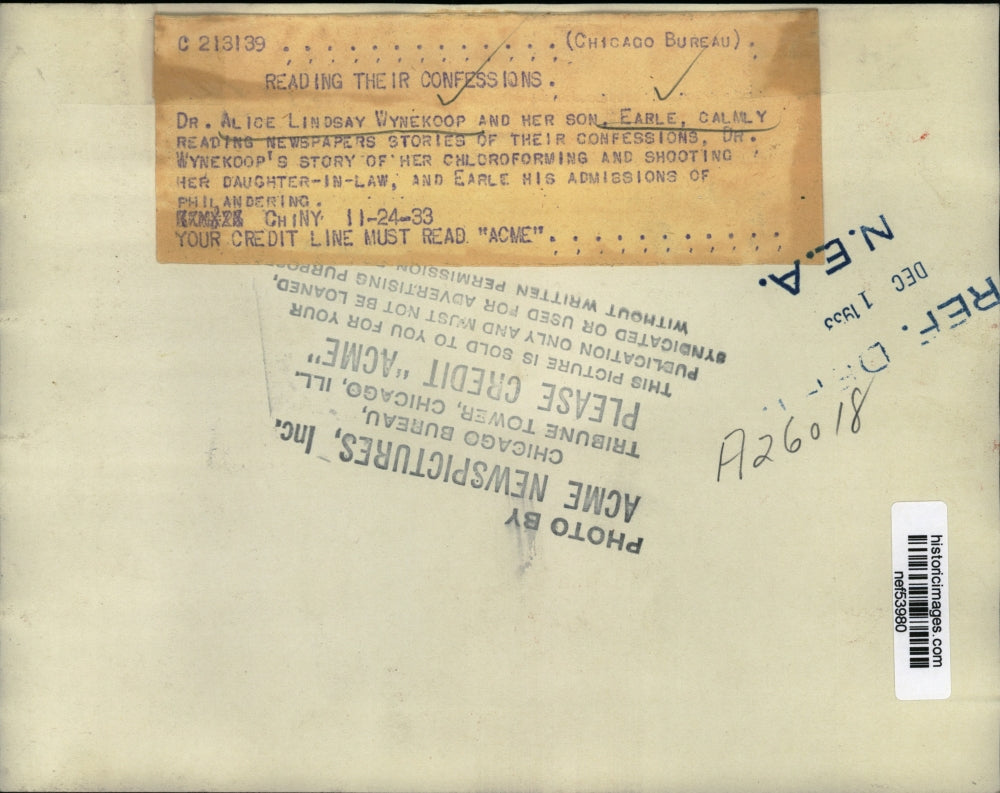 C 213139 . . . . . . . . . . . . . (CHICAGO BUREAU) .
READING THEIR CONFESSIONS.
DR. ALICE LINDSAY WYNEKOOP AND HER SON, EARLE, CALMLY
READING NEWSPAPERS STORIES OF THEIR CONFESSIONS, DR.
WYNEKOOP'S STORY OF HER CHLOROFORMING AND SHOOTING
HER DAUGHTER-IN-LAW, AND EARLE HIS ADMISSIONS OF
PHILANDERING.
CHINY 11-24-33
YOUR CREDIT LINE MUST READ "ACME". . . . . . . . . . .
PHOTO BY
ACME NEWSPICTURES, Inc.
CHICAGO BUREAU,
TRIBUNE TOWER, CHICAGO, ILL.
PLEASE CREDIT "ACME"
THIS PICTURE IS SOLD TO YOU FOR YOUR
PUBLICATION ONLY AND MUST NOT BE LOANED,
SYNDICATED OR USED FOR ADVERTISING
WITHOUT WRITTEN PERMISSION
N.E.A.
DEC 1 1933
REF.
A26018
historicimages.com
nef53980